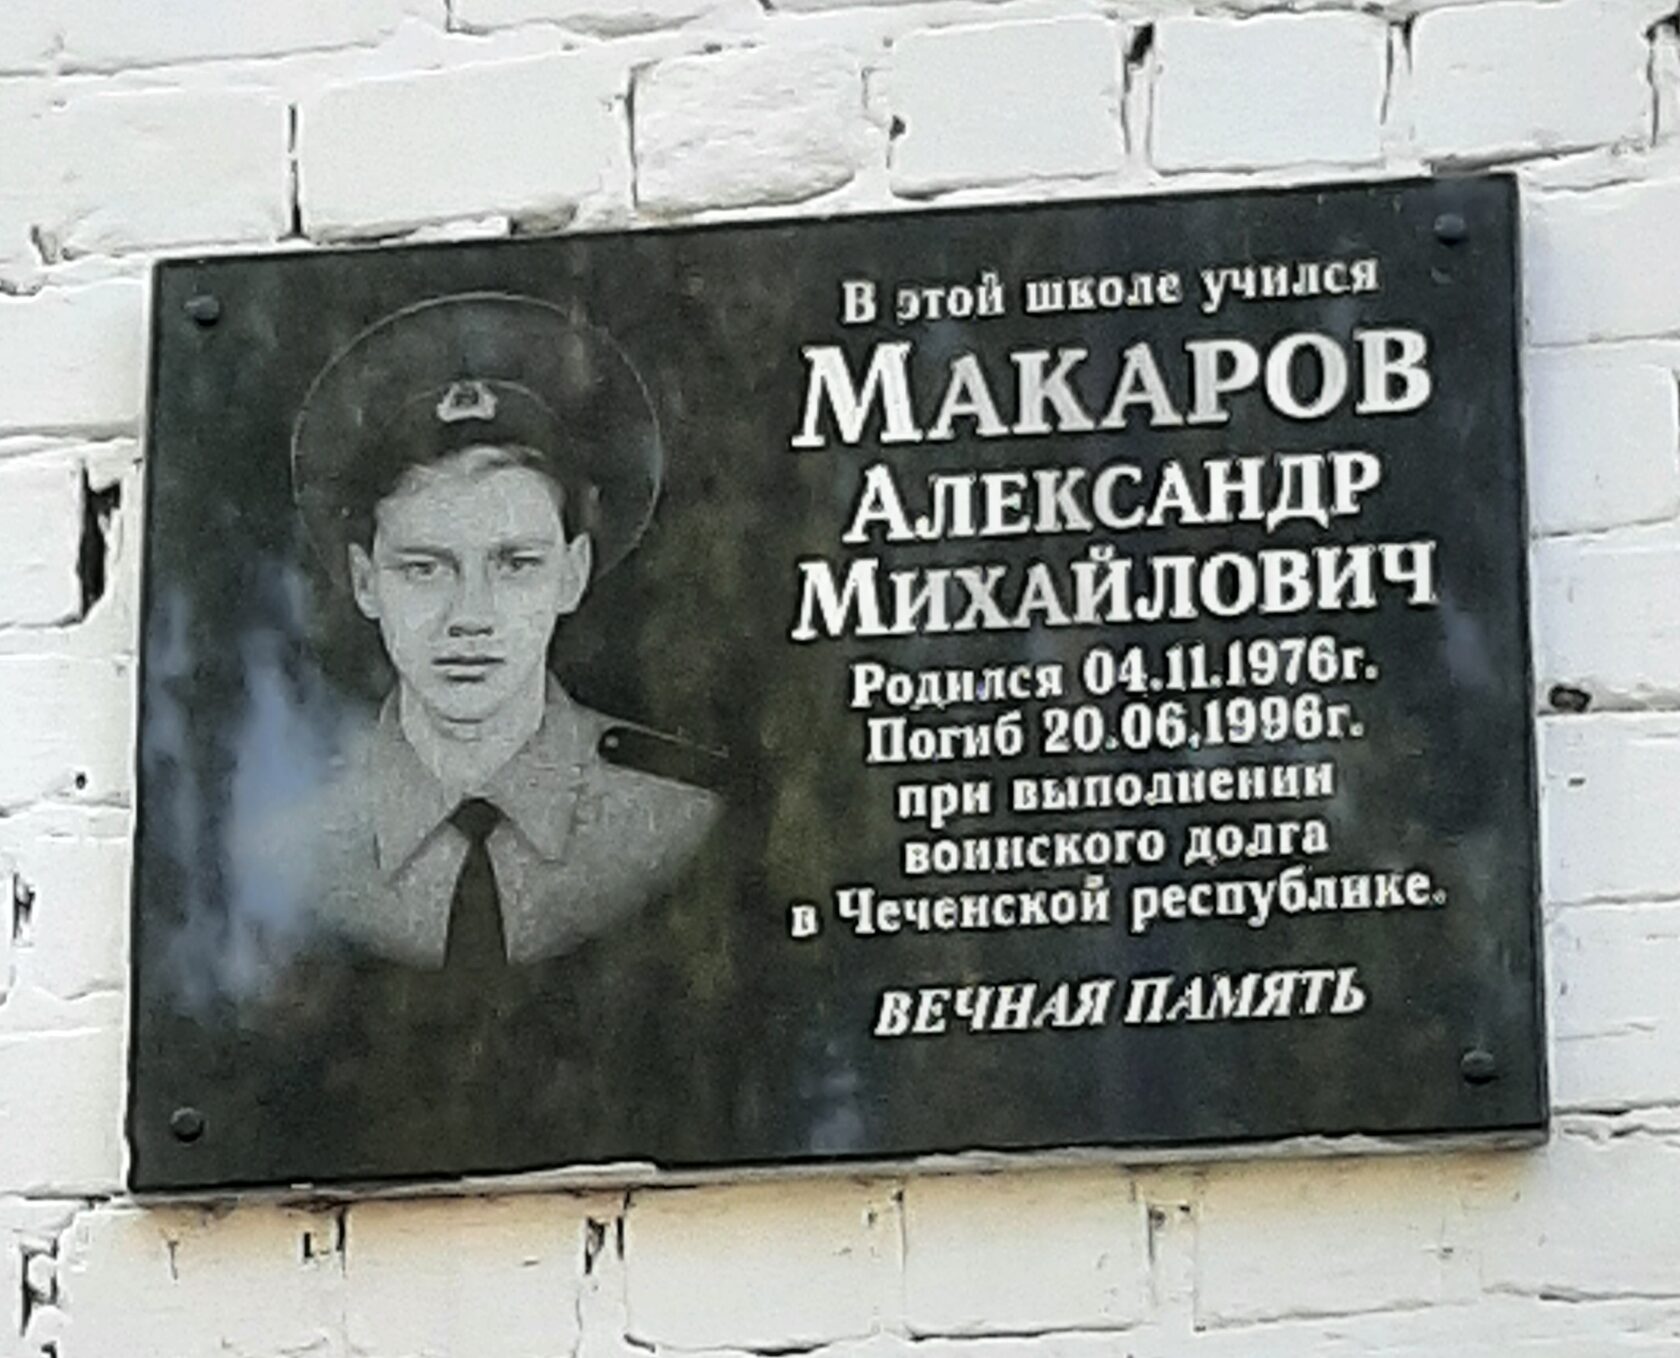 В этой школе учился
МАКАРОВ
АЛЕКСАНДР
МИХАЙЛОВИЧ
Родился 04.11.1976г.
Погиб 20.06.1996г.
при выполнении
воинского долга
в Чеченской республике.
ВЕЧНАЯ ПАМЯТЬ